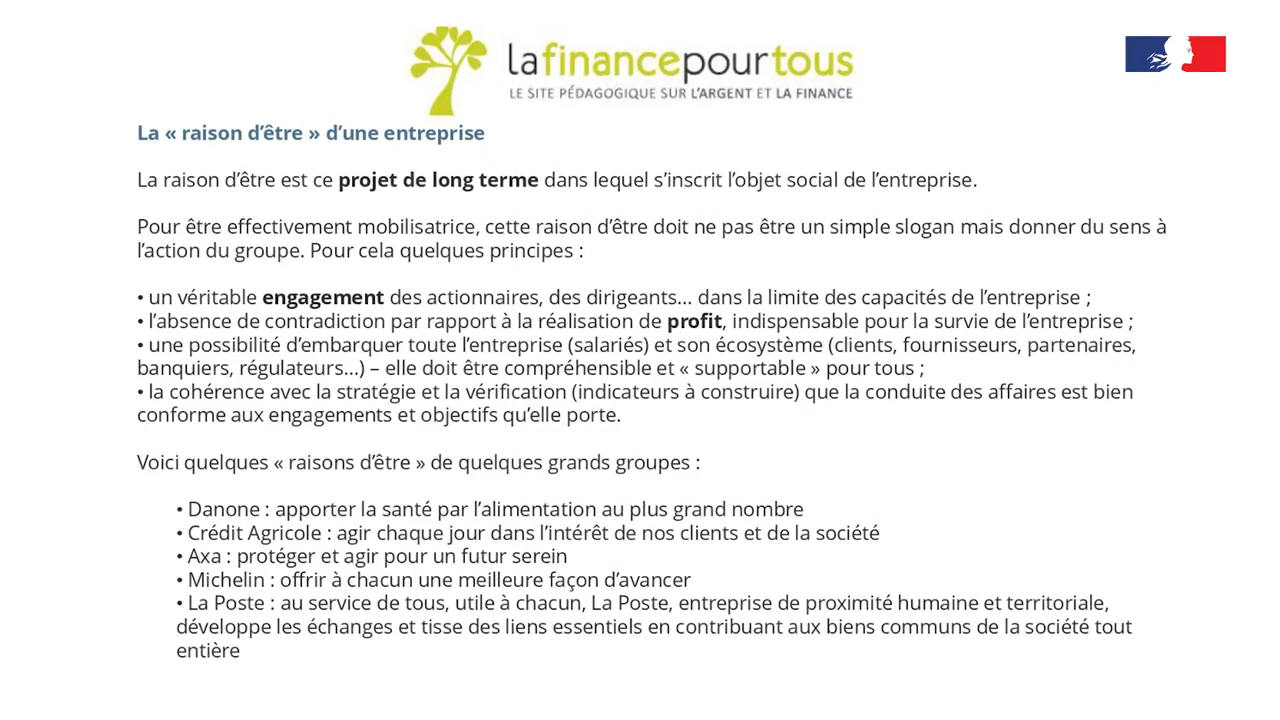 lafinancepourtous
LE SITE PÉDAGOGIQUE SUR L'ARGENT ET LA FINANCE
La « raison d’être » d’une entreprise
La raison d’être est ce projet de long terme dans lequel s’inscrit l’objet social de l’entreprise.
Pour être effectivement mobilisatrice, cette raison d’être doit ne pas être un simple slogan mais donner du sens à
l’action du groupe. Pour cela quelques principes :
• un véritable engagement des actionnaires, des dirigeants… dans la limite des capacités de l’entreprise ;
• l’absence de contradiction par rapport à la réalisation de profit, indispensable pour la survie de l’entreprise ;
• une possibilité d’embarquer toute l’entreprise (salariés) et son écosystème (clients, fournisseurs, partenaires,
banquiers, régulateurs…) – elle doit être compréhensible et « supportable » pour tous ;
• la cohérence avec la stratégie et la vérification (indicateurs à construire) que la conduite des affaires est bien
conforme aux engagements et objectifs qu’elle porte.
Voici quelques « raisons d’être » de quelques grands groupes :
• Danone : apporter la santé par l’alimentation au plus grand nombre
• Crédit Agricole : agir chaque jour dans l’intérêt de nos clients et de la société
• Axa : protéger et agir pour un futur serein
• Michelin : offrir à chacun une meilleure façon d’avancer
• La Poste : au service de tous, utile à chacun, La Poste, entreprise de proximité humaine et territoriale,
développe les échanges et tisse des liens essentiels en contribuant aux biens communs de la société tout
entière